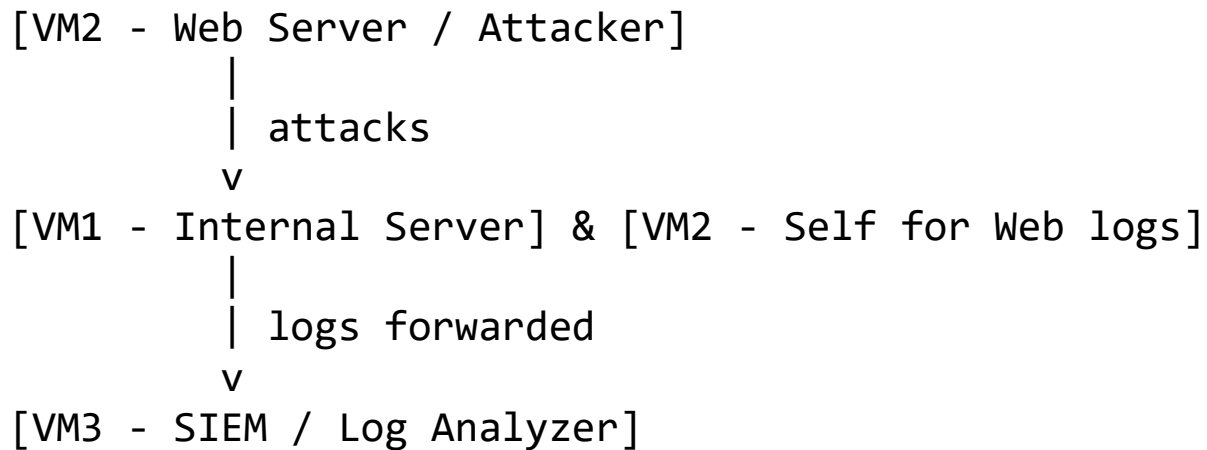 [VM2 - Web Server / Attacker]
|
| attacks
v
[VM1 - Internal Server] & [VM2 - Self for Web logs]
|
| logs forwarded
v
[VM3 - SIEM / Log Analyzer]